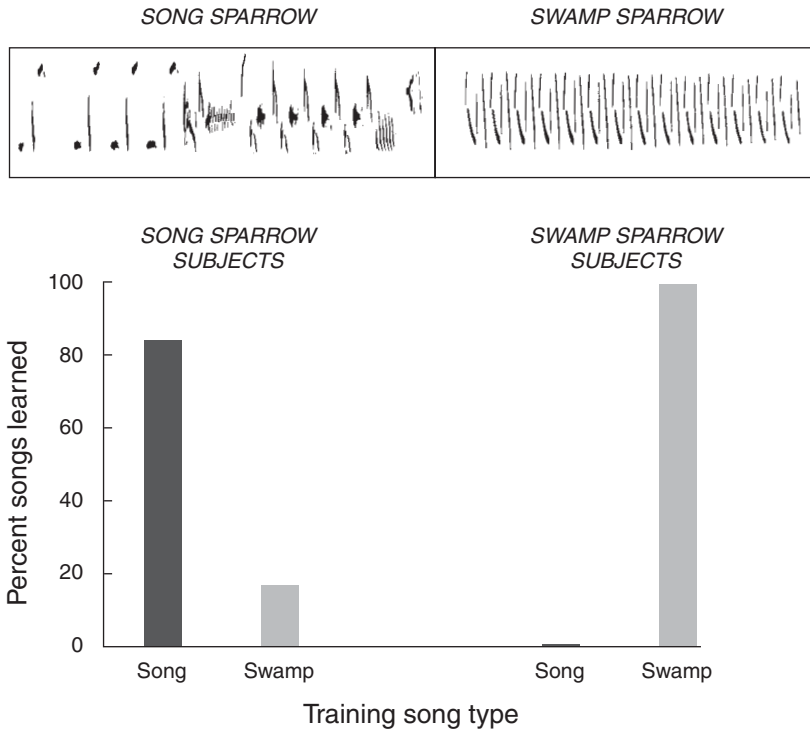 SONG SPARROW
SWAMP SPARROW
SONG SPARROW
SUBJECTS
SWAMP SPARROW
SUBJECTS
Percent songs learned
100
80
60
40
20
0
Song
Swamp
Song
Swamp
Training song type